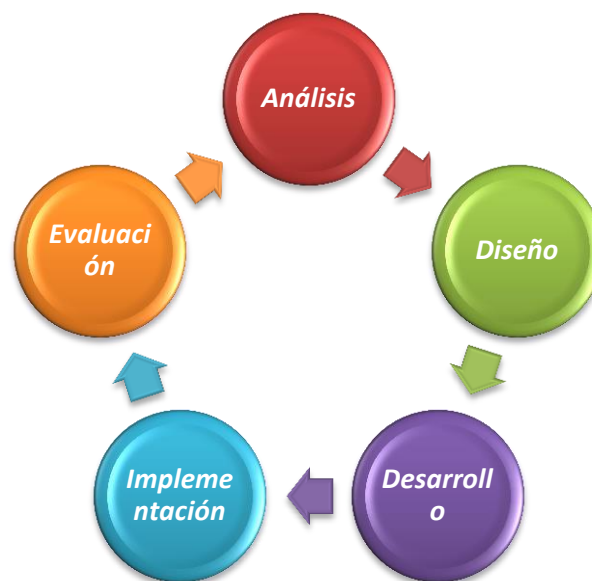 Análisis
Diseño
Desarroll
o
Impleme
ntación
Evaluaci
ón